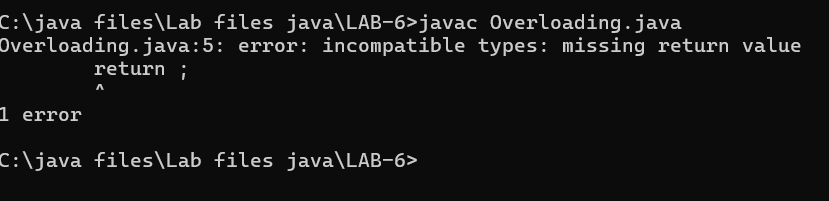 C:\java files\Lab files java\LAB-6>javac Overloading.java
Overloading.java:5: error: incompatible types: missing return value
        return ;
        ^
1 error

C:\java files\Lab files java\LAB-6>